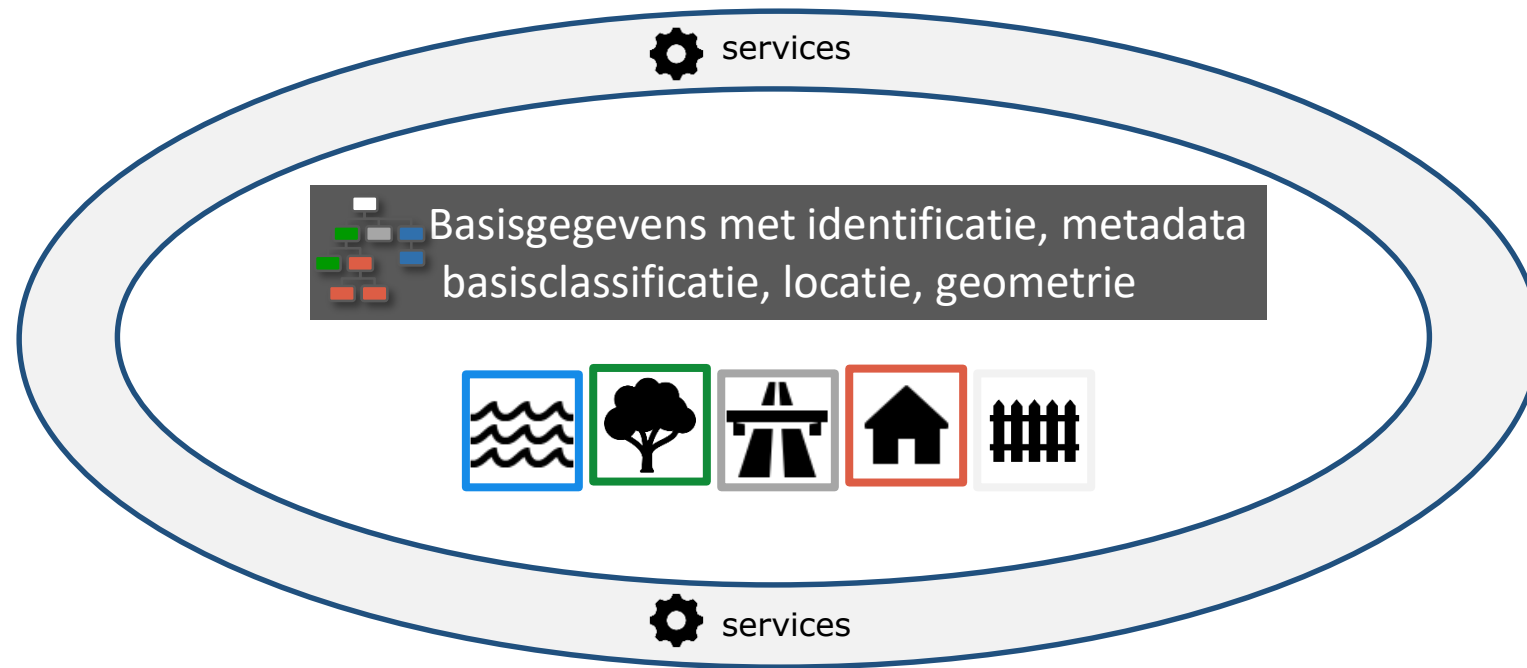 services
Basisgegevens met identificatie, metadata
basisclassificatie, locatie, geometrie
services